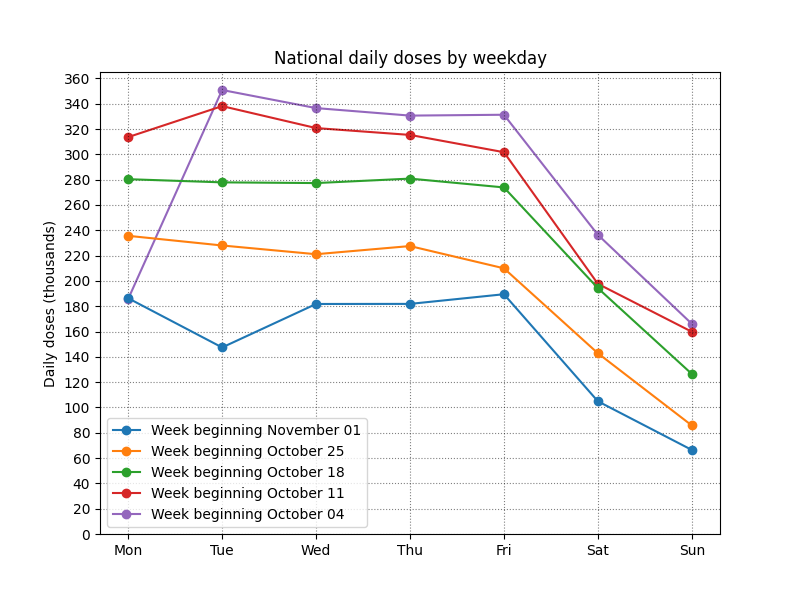 National daily doses by weekday
Daily doses (thousands)
360
340
320
300
280
260
240
220
200
180
160
140
120
100
80
60
40
20
0
Week beginning November 01
Week beginning October 25
Week beginning October 18
Week beginning October 11
Week beginning October 04
Mon Tue Wed Thu Fri Sat Sun